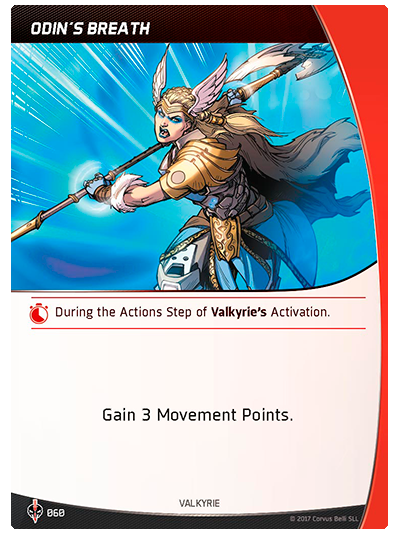 ODIN´S BREATH
During the Actions Step of Valkyrie's Activation.
Gain 3 Movement Points.
VALKYRIE
060
© 2017 Corvus Belli SLL